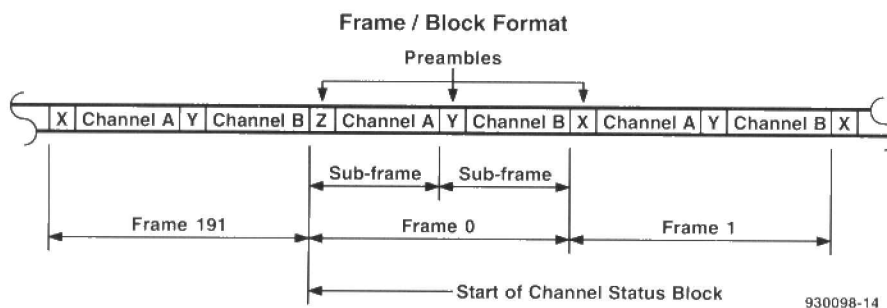 Frame / Block Format
Preambles
X Channel A Y Channel B Z Channel A Y Channel B X Channel A Y Channel B X
Sub-frame Sub-frame
Frame 191 Frame 0 Frame 1
Start of Channel Status Block
930098-14